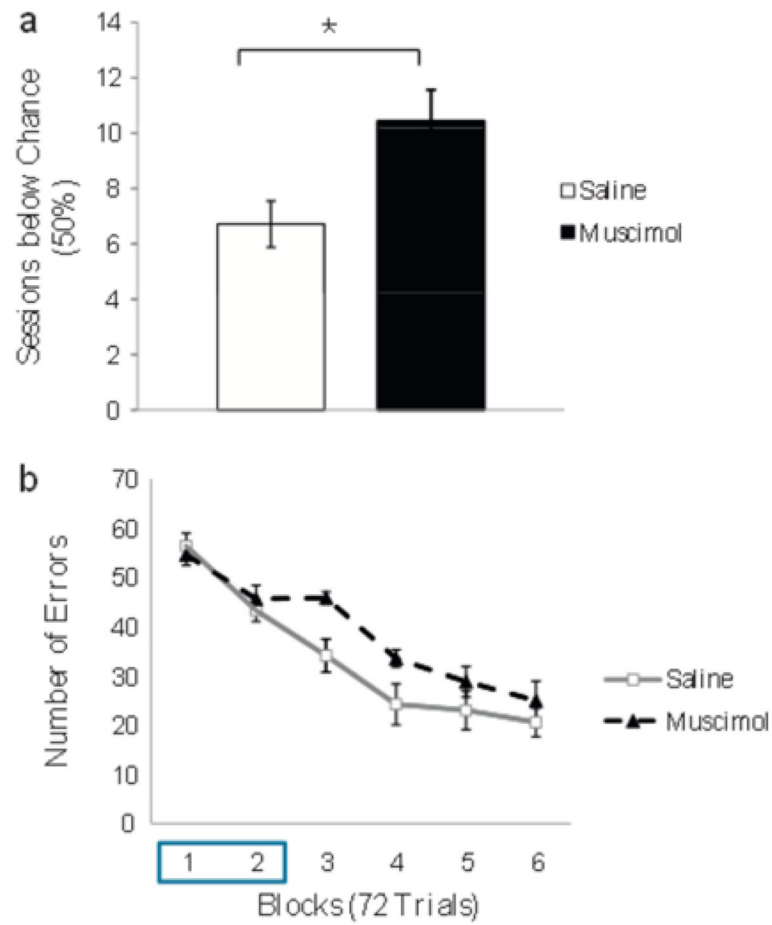 a
*
14
12
10
8
6
4
2
0
Sessions below Chance
(50%)
Saline
Muscimol
b
70
60
50
40
30
20
10
0
Number of Errors
Saline
Muscimol
1 2 3 4 5 6
Blocks (72 Trials)